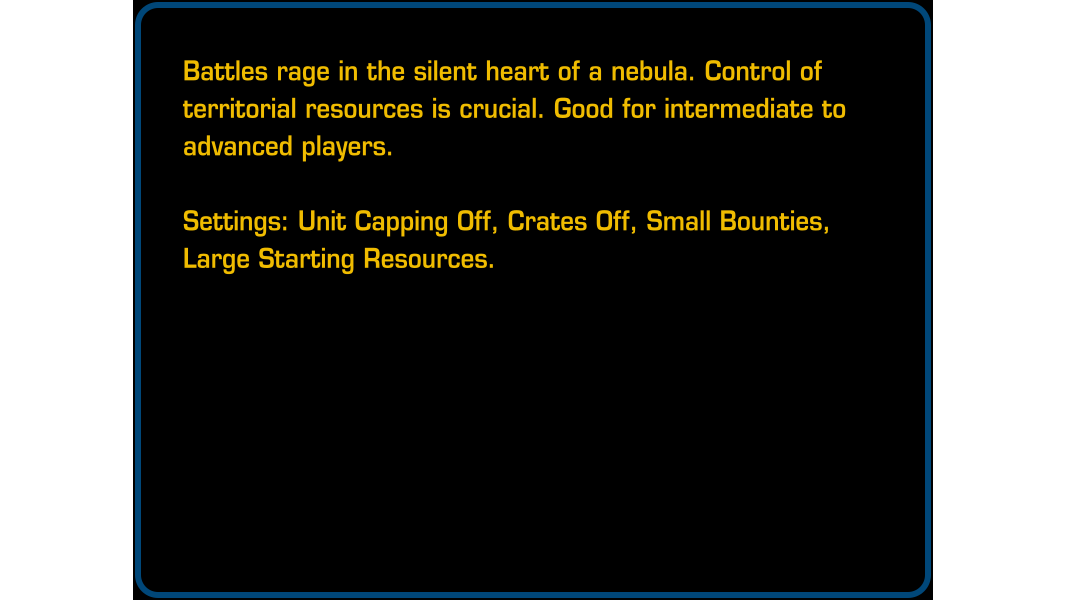 Battles rage in the silent heart of a nebula. Control of
territorial resources is crucial. Good for intermediate to
advanced players.
Settings: Unit Capping Off, Crates Off, Small Bounties,
Large Starting Resources.